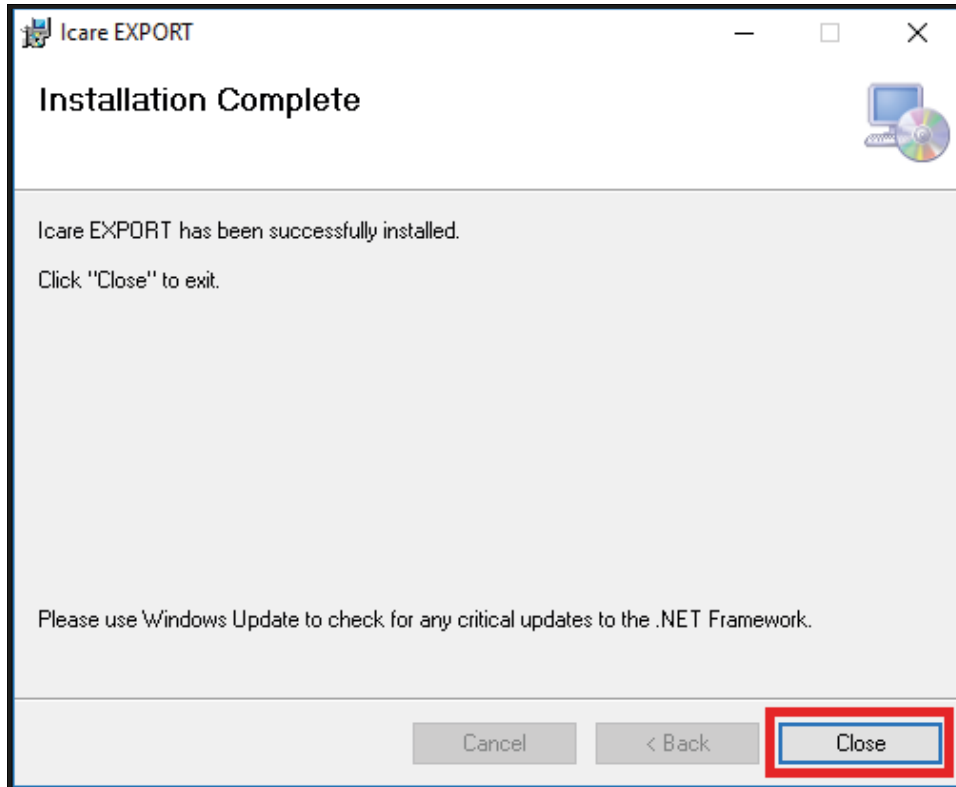 Icare EXPORT
Installation Complete
Icare EXPORT has been successfully installed.
Click "Close" to exit.
Please use Windows Update to check for any critical updates to the .NET Framework.
Cancel
< Back
Close